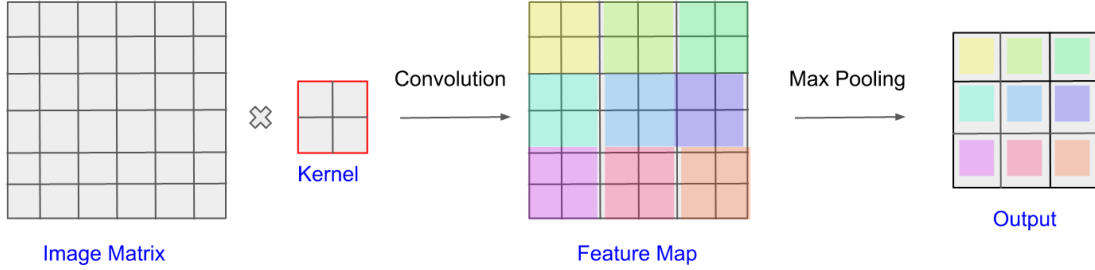 Convolution
Max Pooling
Kernel
Image Matrix
Feature Map
Output